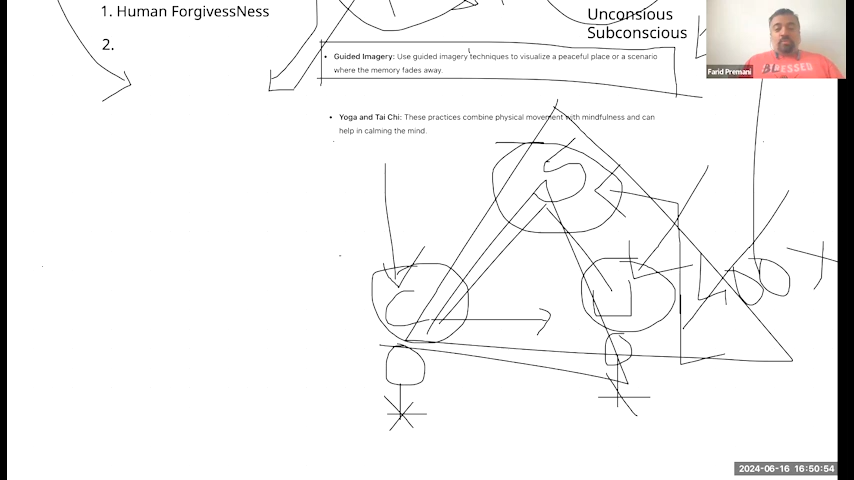 1. Human ForgivessNess
2.
Unconsious
Subconscious
• Guided Imagery: Use guided imagery techniques to visualize a peaceful place or a scenario
where the memory fades away.
• Yoga and Tai Chi: These practices combine physical movement with mindfulness and can
help in calming the mind.
BLESSED
Farid Premani
2024-06-16 16:50:54